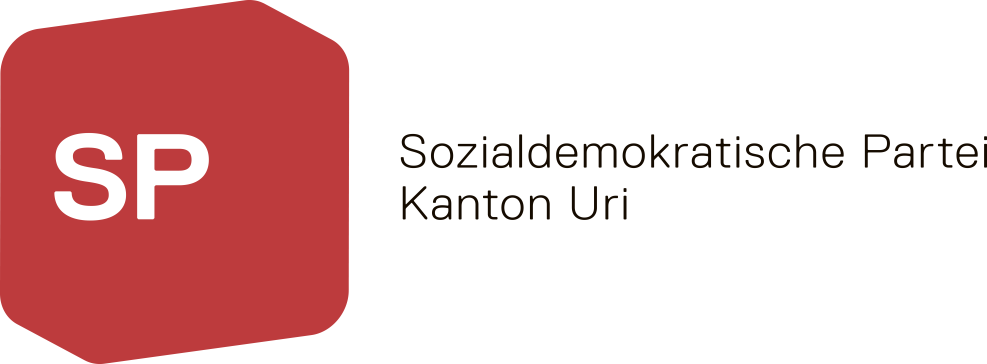 SP
Sozialdemokratische Partei
Kanton Uri